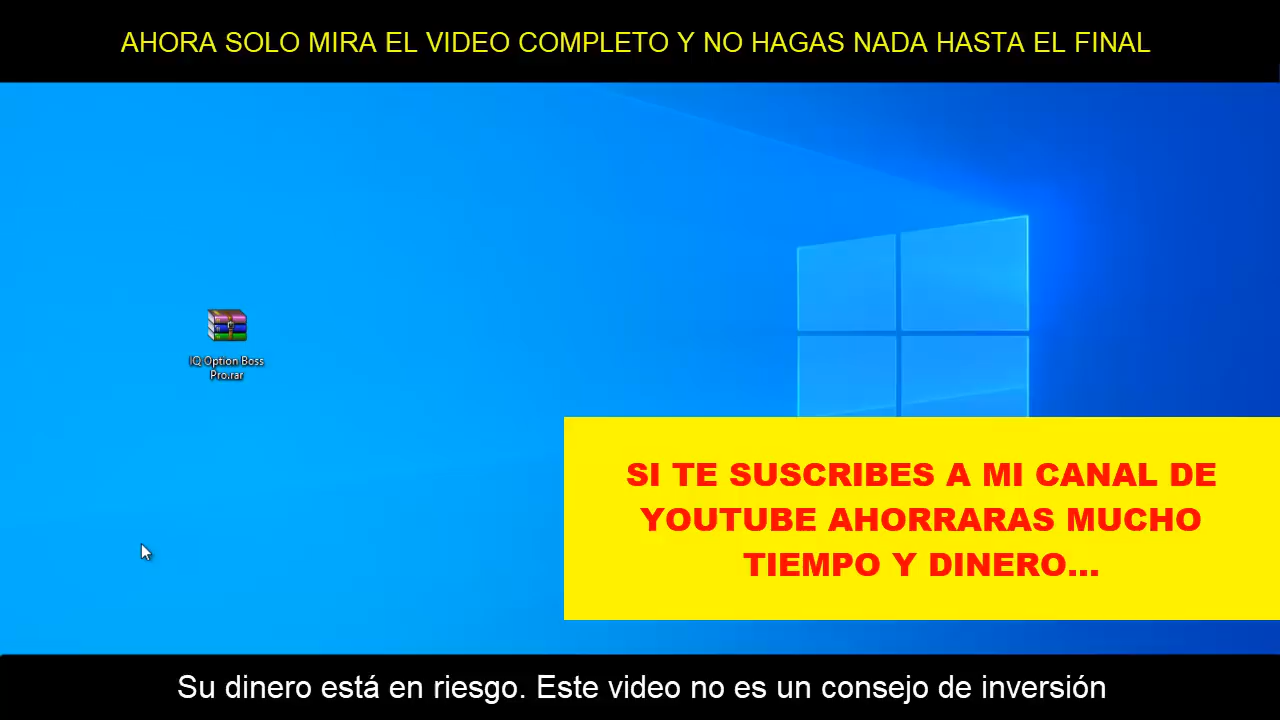 AHORA SOLO MIRA EL VIDEO COMPLETO Y NO HAGAS NADA HASTA EL FINAL
IQ Option Boss
Pro.rar
SI TE SUSCRIBES A MI CANAL DE
YOUTUBE AHORRARAS MUCHO
TIEMPO Y DINERO...
Su dinero está en riesgo. Este video no es un consejo de inversión